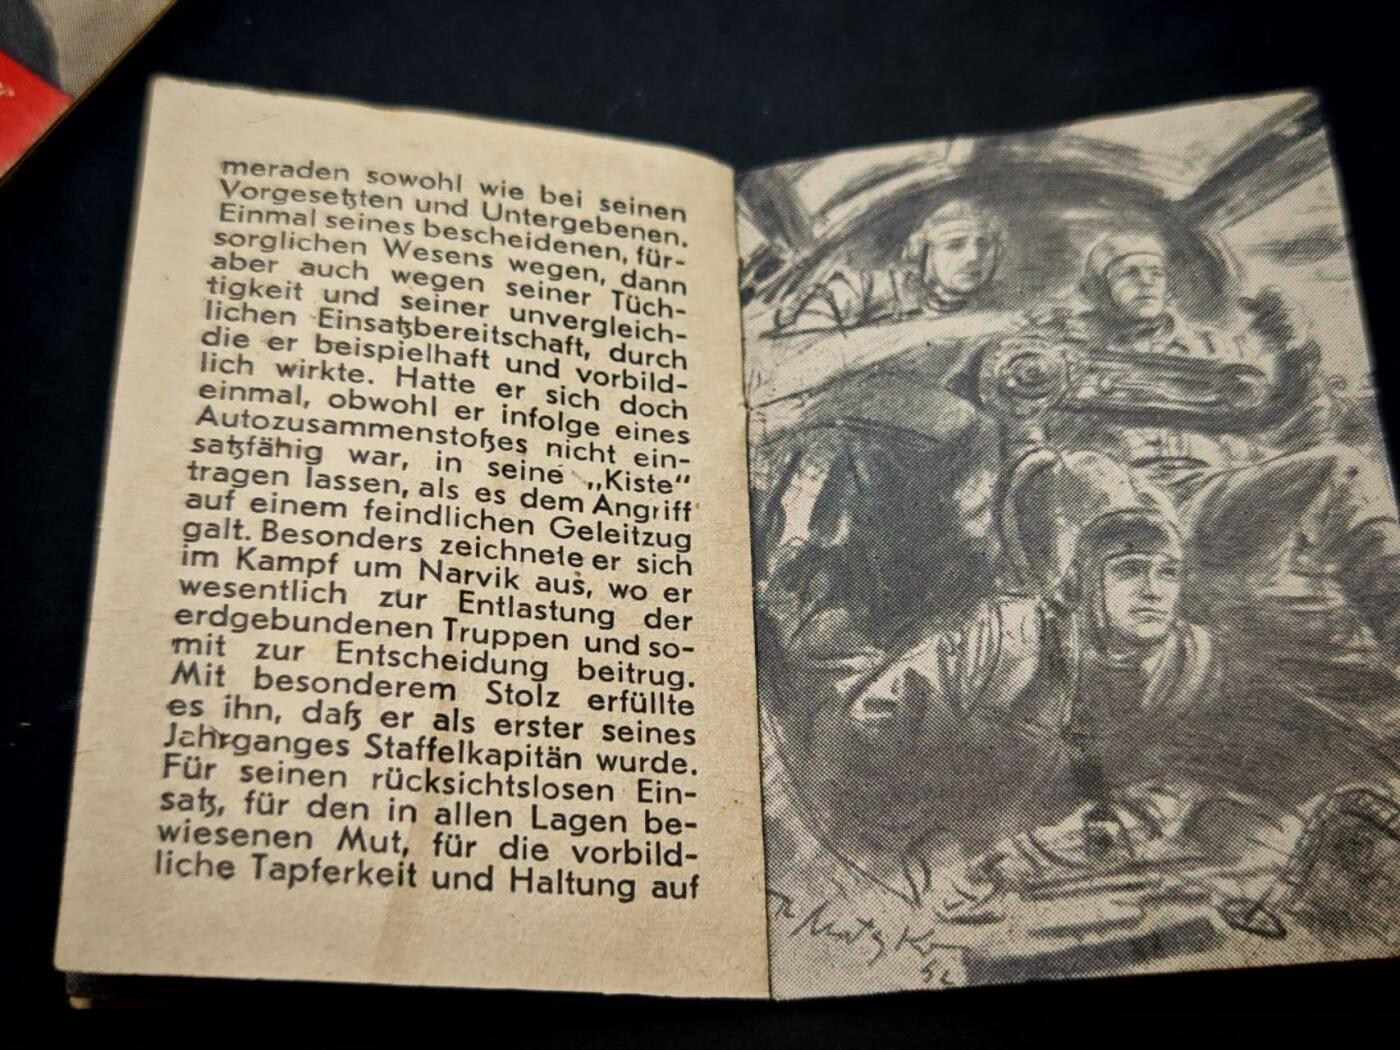 meraden sowohl wie bei seinen
Vorgesetzten und Untergebenen.
Einmal seines bescheidenen, für-
sorglichen Wesens wegen, dann
aber auch wegen seiner Tüch-
tigkeit und seiner unvergleich-
lichen Einsatzbereitschaft, durch
die er beispielhaft und vorbild-
lich wirkte. Hatte er sich doch
einmal, obwohl er infolge eines
Autozusammenstoßes nicht ein-
satzfähig war, in seine „Kiste“
tragen lassen, als es dem Angriff
auf einem feindlichen Geleitzug
galt. Besonders zeichnete er sich
im Kampf um Narvik aus, wo er
wesentlich zur Entlastung der
erdgebundenen Truppen und so-
mit zur Entscheidung beitrug.
Mit besonderem Stolz erfüllte
es ihn, daß er als erster seines
Jahrganges Staffelkapitän wurde.
Für seinen rücksichtslosen Ein-
satz, für den in allen Lagen be-
wiesenen Mut, für die vorbild-
liche Tapferkeit und Haltung auf